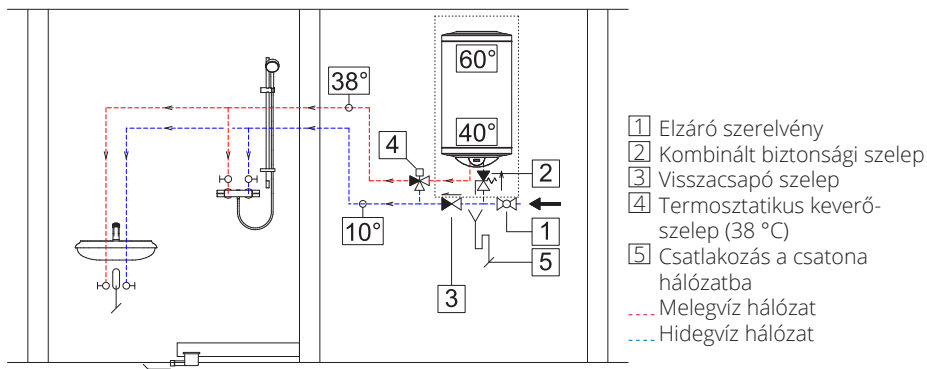 60°
38°
40°
4
2
10°
1
5
3
1 Elzáró szerelvény
2 Kombinált biztonsági szelep
3 Visszacsapó szelep
4 Termosztatikus keverő-
szelep (38 °C)
5 Csatlakozás a csatona
hálózatba
Melegvíz hálózat
Hidegvíz hálózat